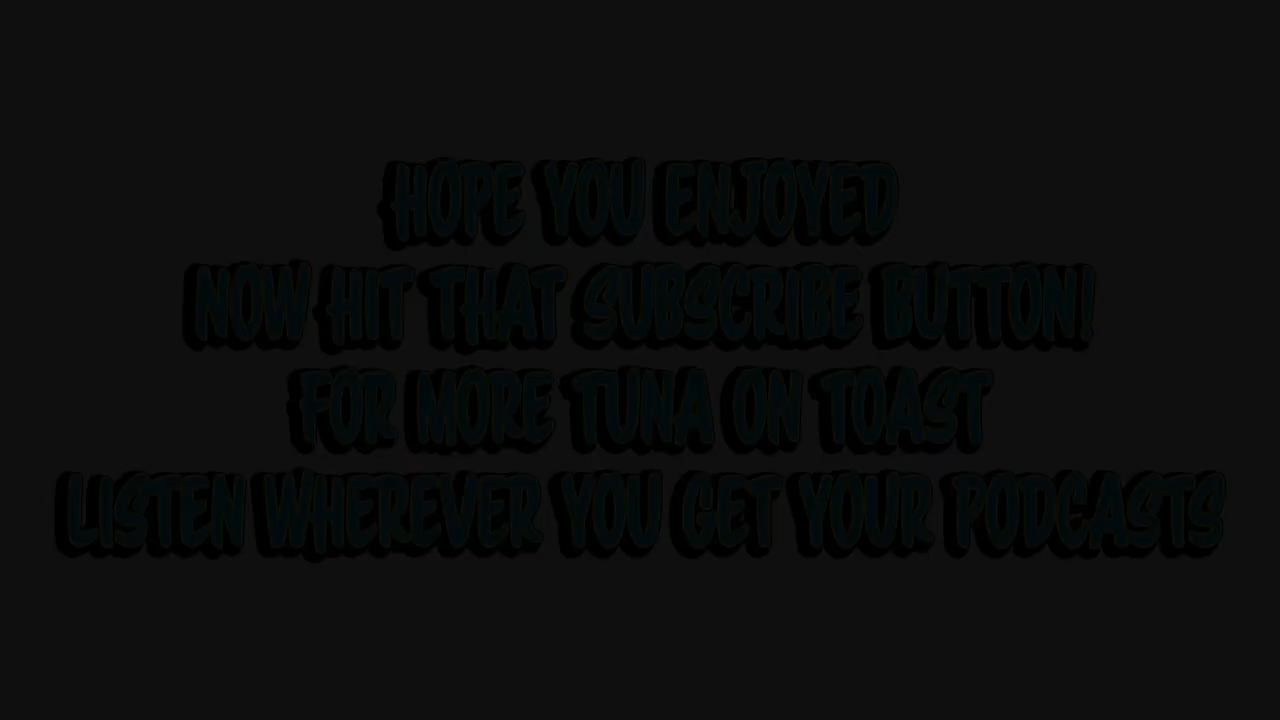 HOPE YOU ENJOYED
NOW HIT THAT SUBSCRIBE BUTTON!
FOR MORE TUNA ON TOAST
LISTEN WHEREVER YOU GET YOUR PODCASTS